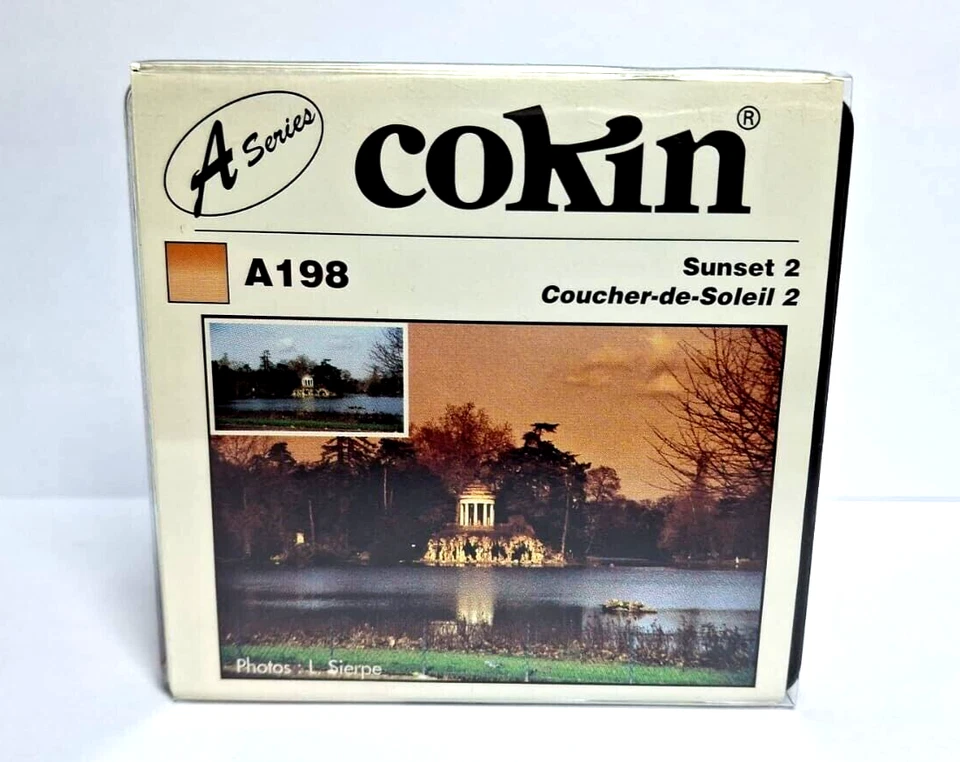 A Series
cokin®
A198
Sunset 2
Coucher-de-Soleil 2
Photos : L. Sierpe